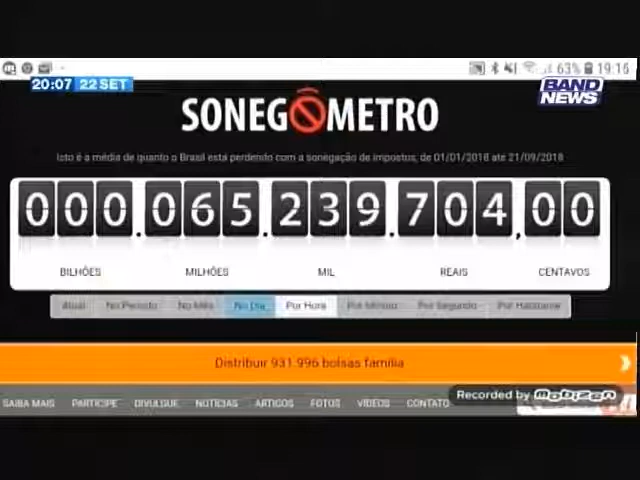 63% 19:15
20:07 22 SET
BAND NEWS
SONEGÔMETRO
Isto é a média de quanto o Brasil está perdendo com a sonegação de impostos, de 01/01/2018 até 21/09/2018
000.065.239.704,00
BILHÕES MILHÕES MIL REAIS CENTAVOS
Atual No Período No Mês No Dia Por Hora Por Minuto Por Segundo Por Habitante
Distribuir 931.996 bolsas família
SAIBA MAIS PARTICIPE DIVULGUE NOTÍCIAS ARTIGOS FOTOS VÍDEOS CONTATO
Recorded by Mobizen